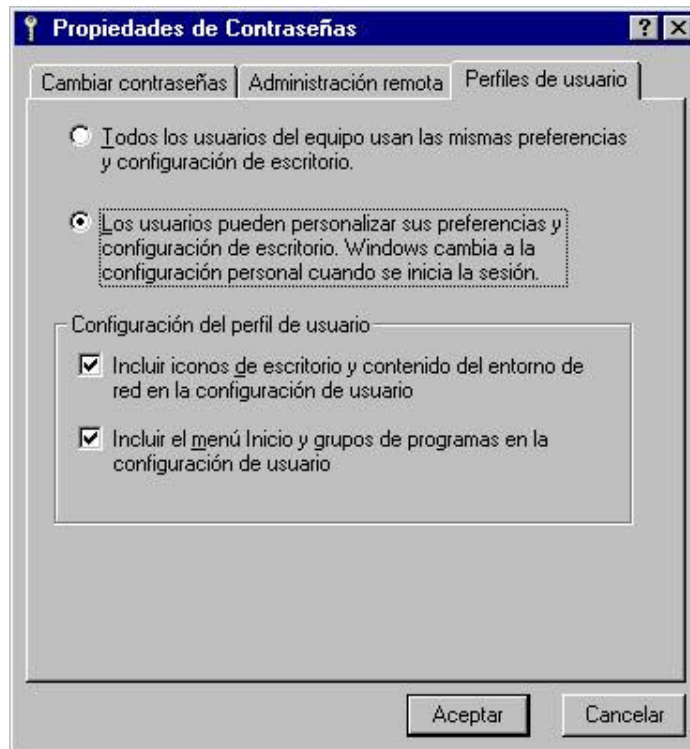 Propiedades de Contraseñas
Cambiar contraseñas
Administración remota
Perfiles de usuario
Todos los usuarios del equipo usan las mismas preferencias
y configuración de escritorio.
Los usuarios pueden personalizar sus preferencias y
configuración de escritorio. Windows cambia a la
configuración personal cuando se inicia la sesión.
Configuración del perfil de usuario
Incluir iconos de escritorio y contenido del entorno de
red en la configuración de usuario
Incluir el menú Inicio y grupos de programas en la
configuración de usuario
Aceptar
Cancelar